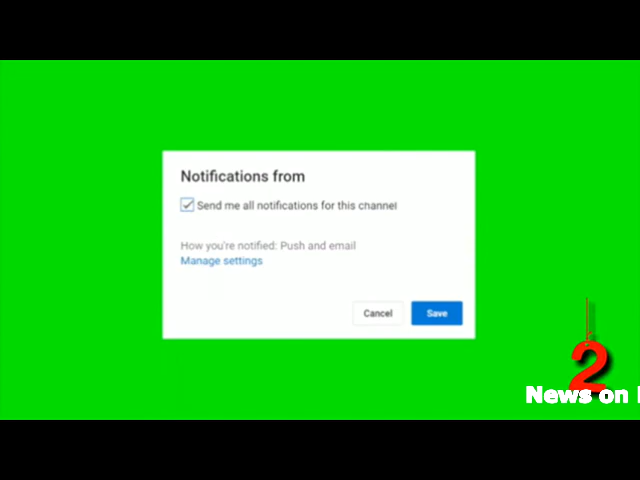 Notifications from
Send me all notifications for this channel
How you're notified: Push and email
Manage settings
Cancel
Save
2
News on